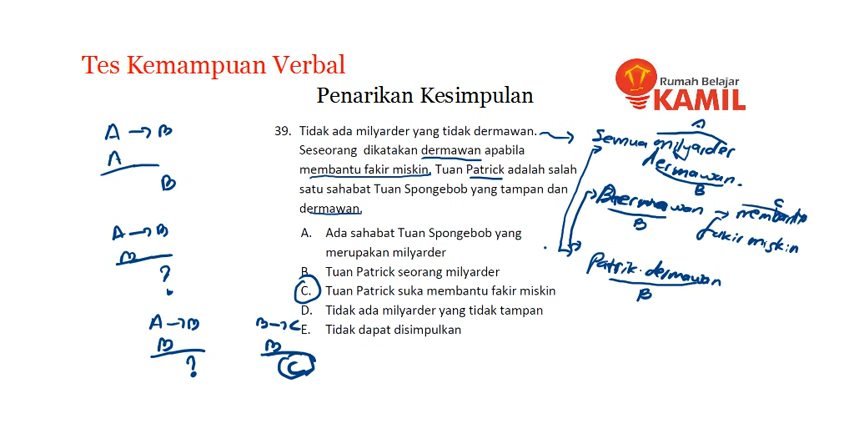 Tes Kemampuan Verbal
Penarikan Kesimpulan
Rumah Belajar
KAMIL
39. Tidak ada milyarder yang tidak dermawan.
Seseorang dikatakan dermawan apabila
membantu fakir miskin. Tuan Patrick adalah salah
satu sahabat Tuan Spongebob yang tampan dan
dermawan.
A. Ada sahabat Tuan Spongebob yang
merupakan milyarder
B. Tuan Patrick seorang milyarder
C. Tuan Patrick suka membantu fakir miskin
D. Tidak ada milyarder yang tidak tampan
E. Tidak dapat disimpulkan
A → B
A
B
A → B
B
?
A → B
B
?
B → C
B
C
A
Semua milyarder
dermawan.
B
C
→ membantu
B
fakir miskin
Patrik dermawan
B